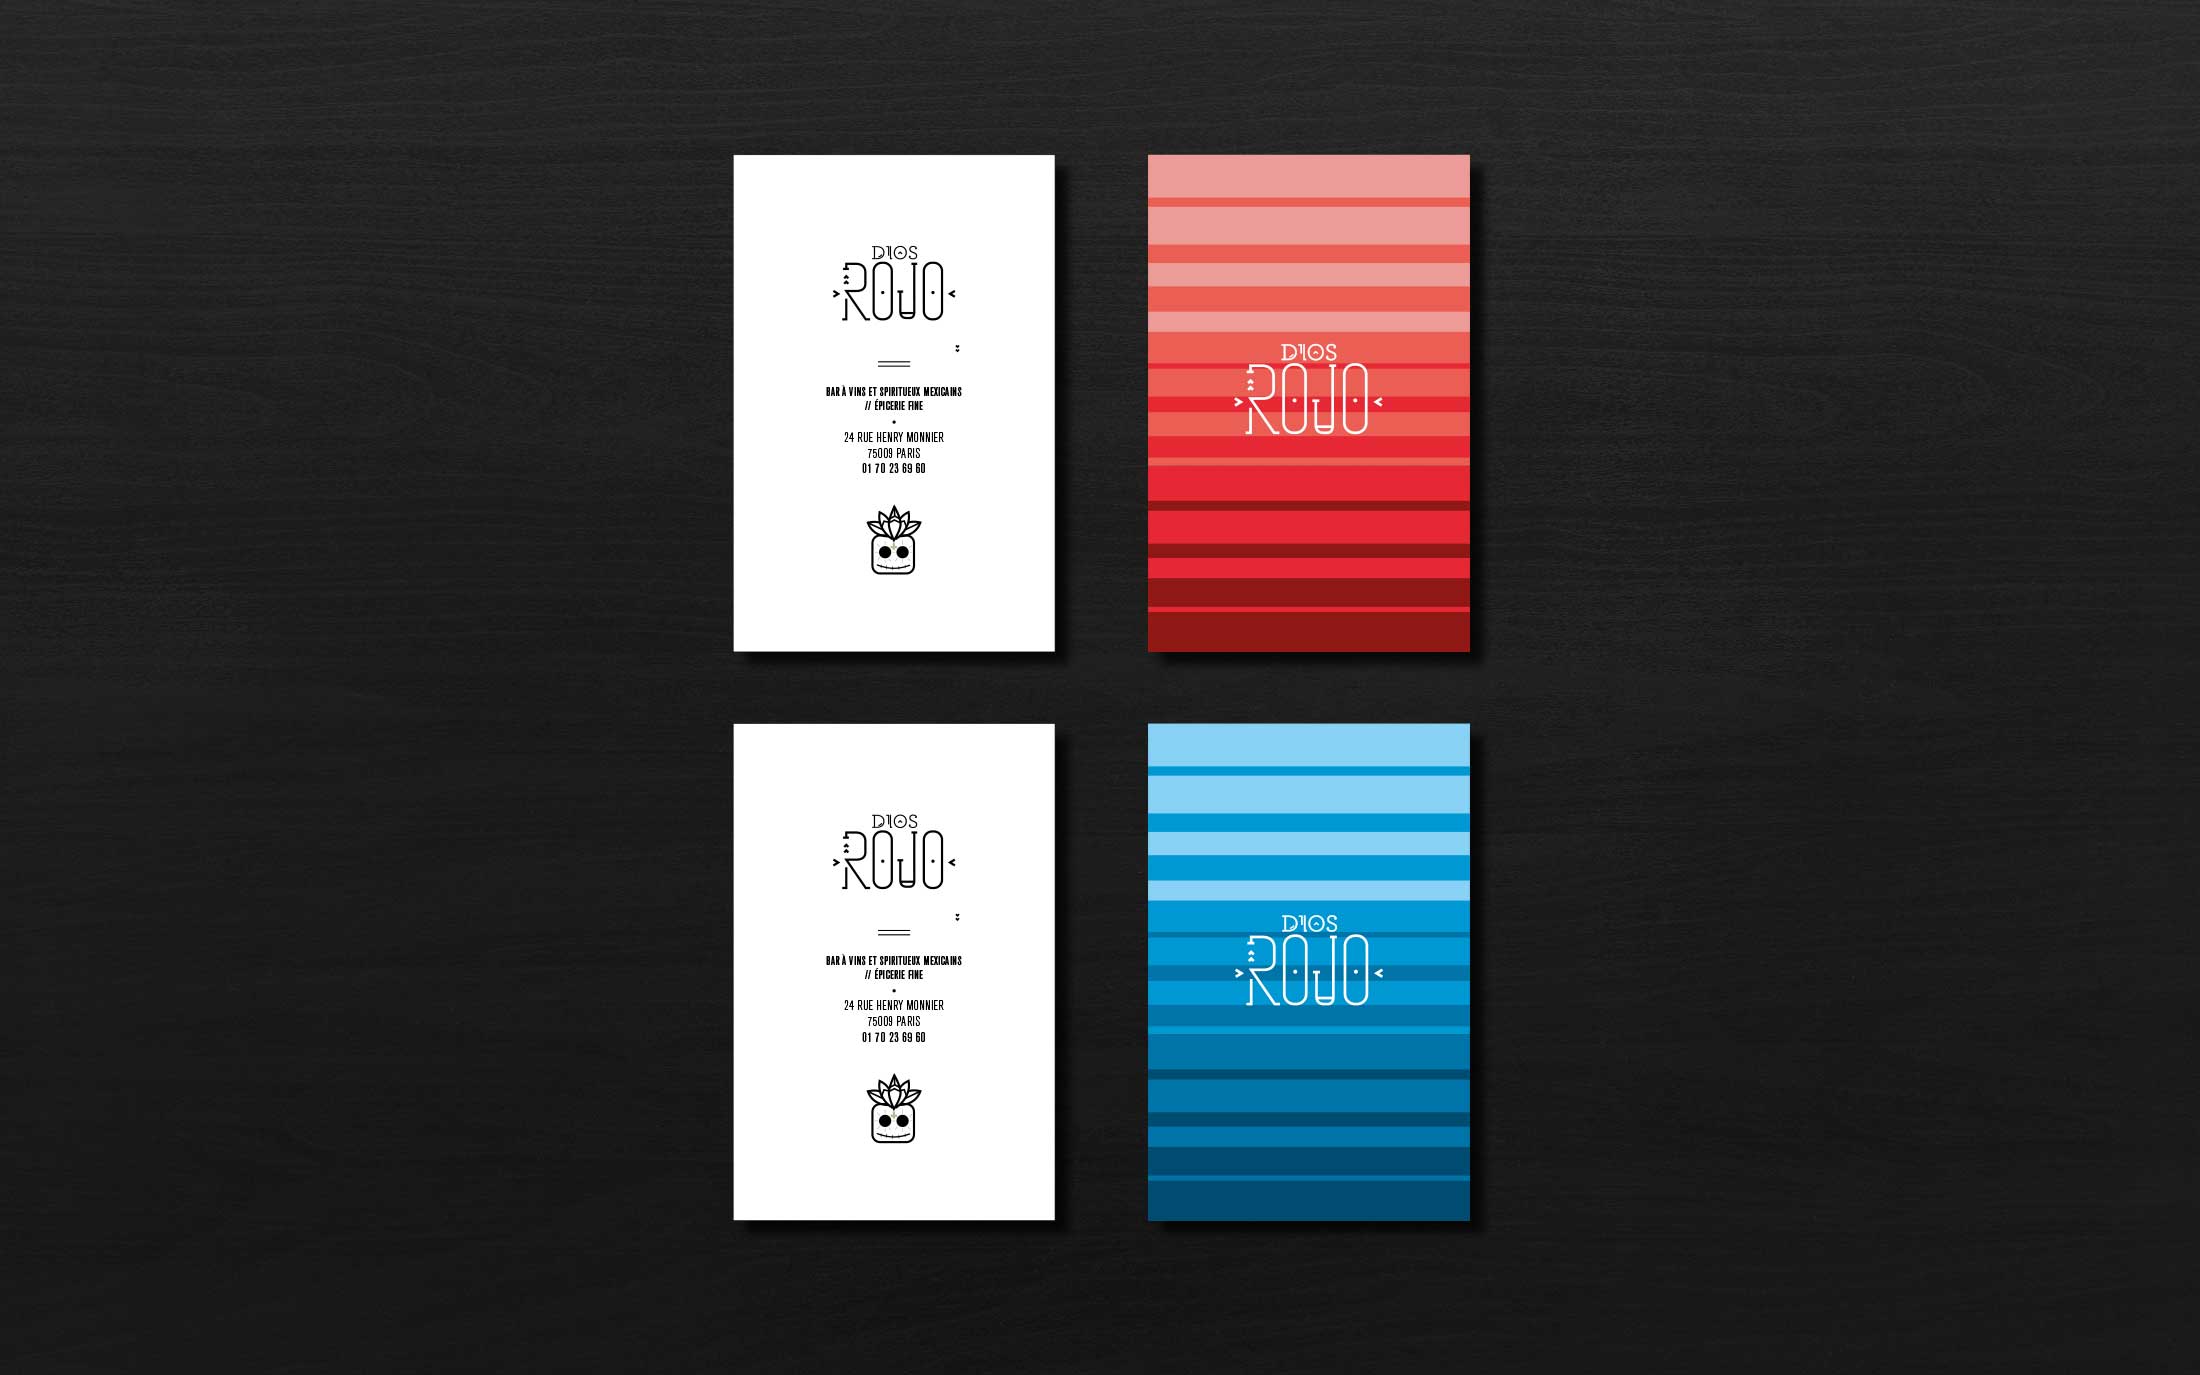 DIOS
ROJO
BAR À VINS ET SPIRITUEUX MEXICAINS
// ÉPICERIE FINE
24 RUE HENRY MONNIER
75009 PARIS
01 70 23 69 60
DIOS
ROJO
DIOS
ROJO
BAR À VINS ET SPIRITUEUX MEXICAINS
// ÉPICERIE FINE
24 RUE HENRY MONNIER
75009 PARIS
01 70 23 69 60
DIOS
ROJO